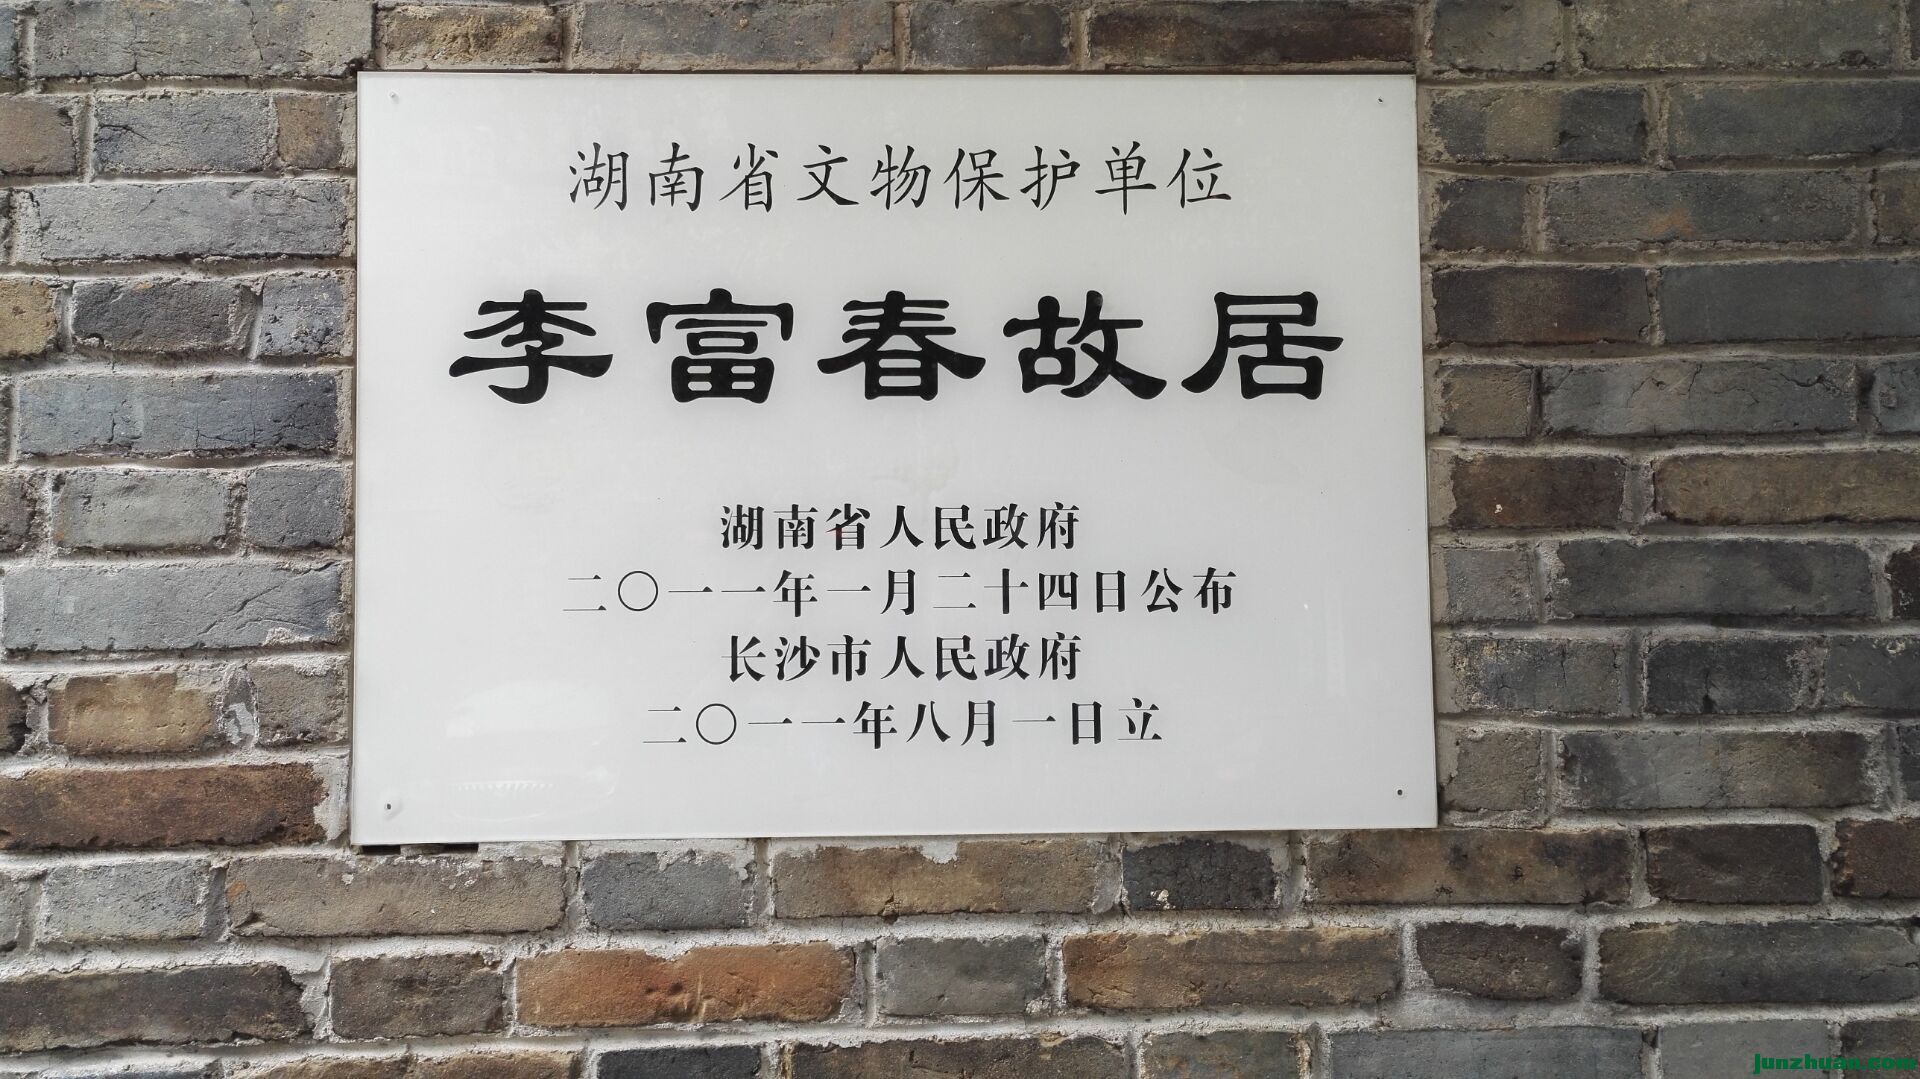 湖南省文物保护单位
李富春故居
湖南省人民政府
二〇一一年一月二十四日公布
长沙市人民政府
二〇一一年八月一日立
junzhuan.com